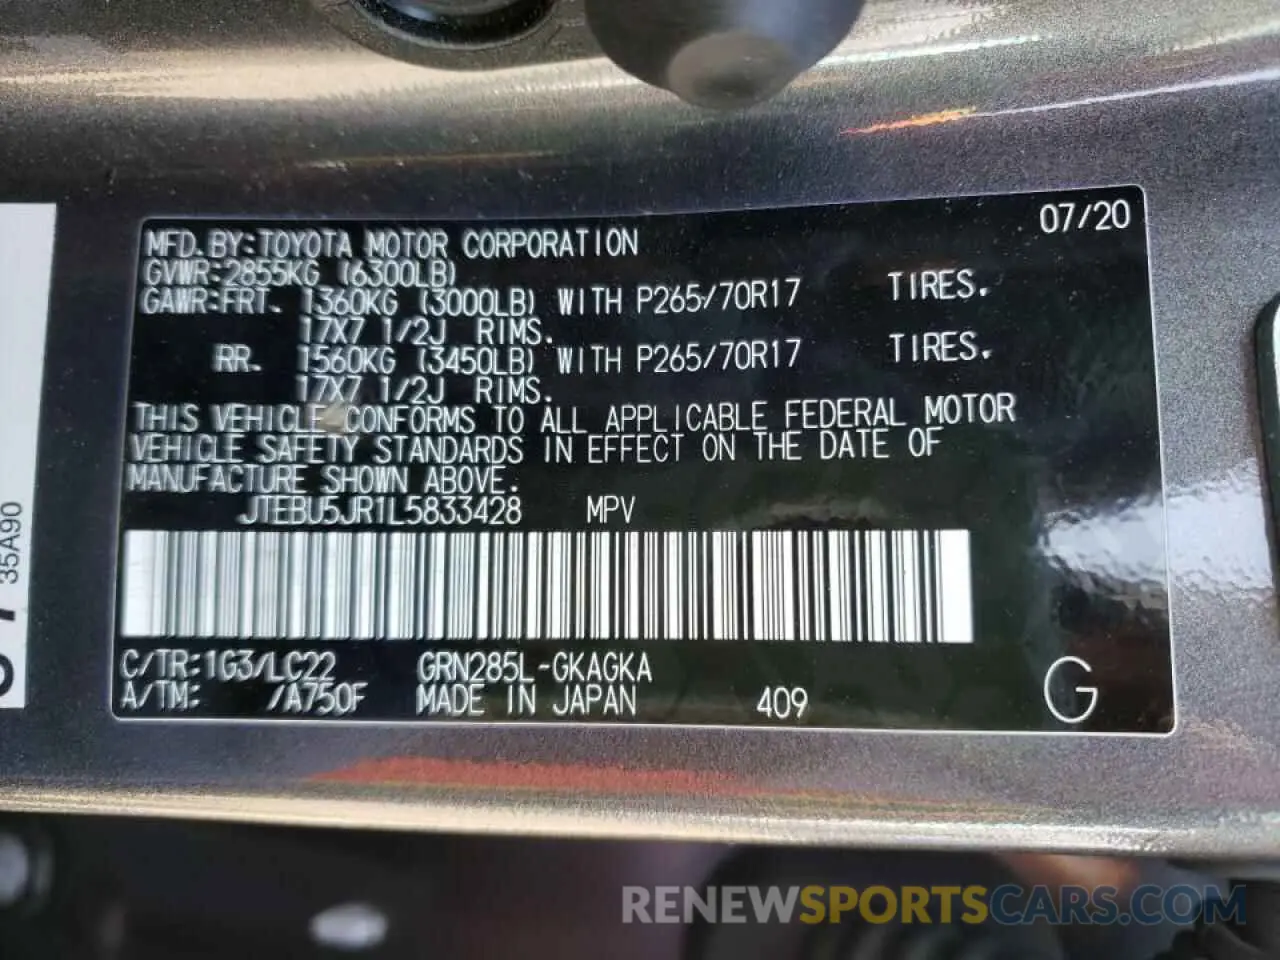 07/20
MFD.BY:TOYOTA MOTOR CORPORATION
GVWR:2855KG (6300LB)
GAWR:FRT. 1360KG (3000LB) WITH P265/70R17 TIRES.
17X7 1/2J RIMS.
RR. 1560KG (3450LB) WITH P265/70R17 TIRES.
17X7 1/2J RIMS.
THIS VEHICLE CONFORMS TO ALL APPLICABLE FEDERAL MOTOR
VEHICLE SAFETY STANDARDS IN EFFECT ON THE DATE OF
MANUFACTURE SHOWN ABOVE.
JTEBU5JR1L5833428 MPV
C/TR:1G3/LC22 GRN285L-GKAGKA
A/TM: /A750F MADE IN JAPAN 409 G
35A90
RENEWSPORTSCARS.COM